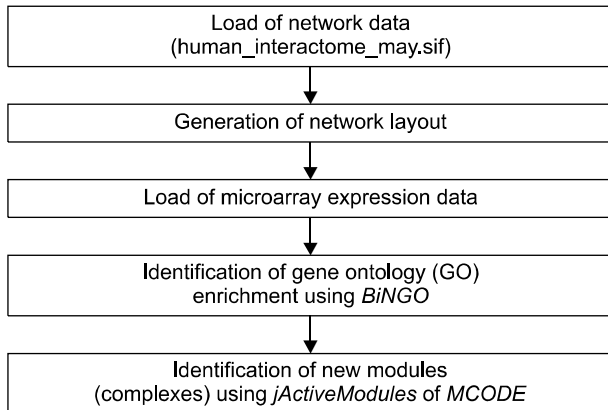 Load of network data
(human_interactome_may.sif)
Generation of network layout
Load of microarray expression data
Identification of gene ontology (GO)
enrichment using BiNGO
Identification of new modules
(complexes) using jActiveModules of MCODE